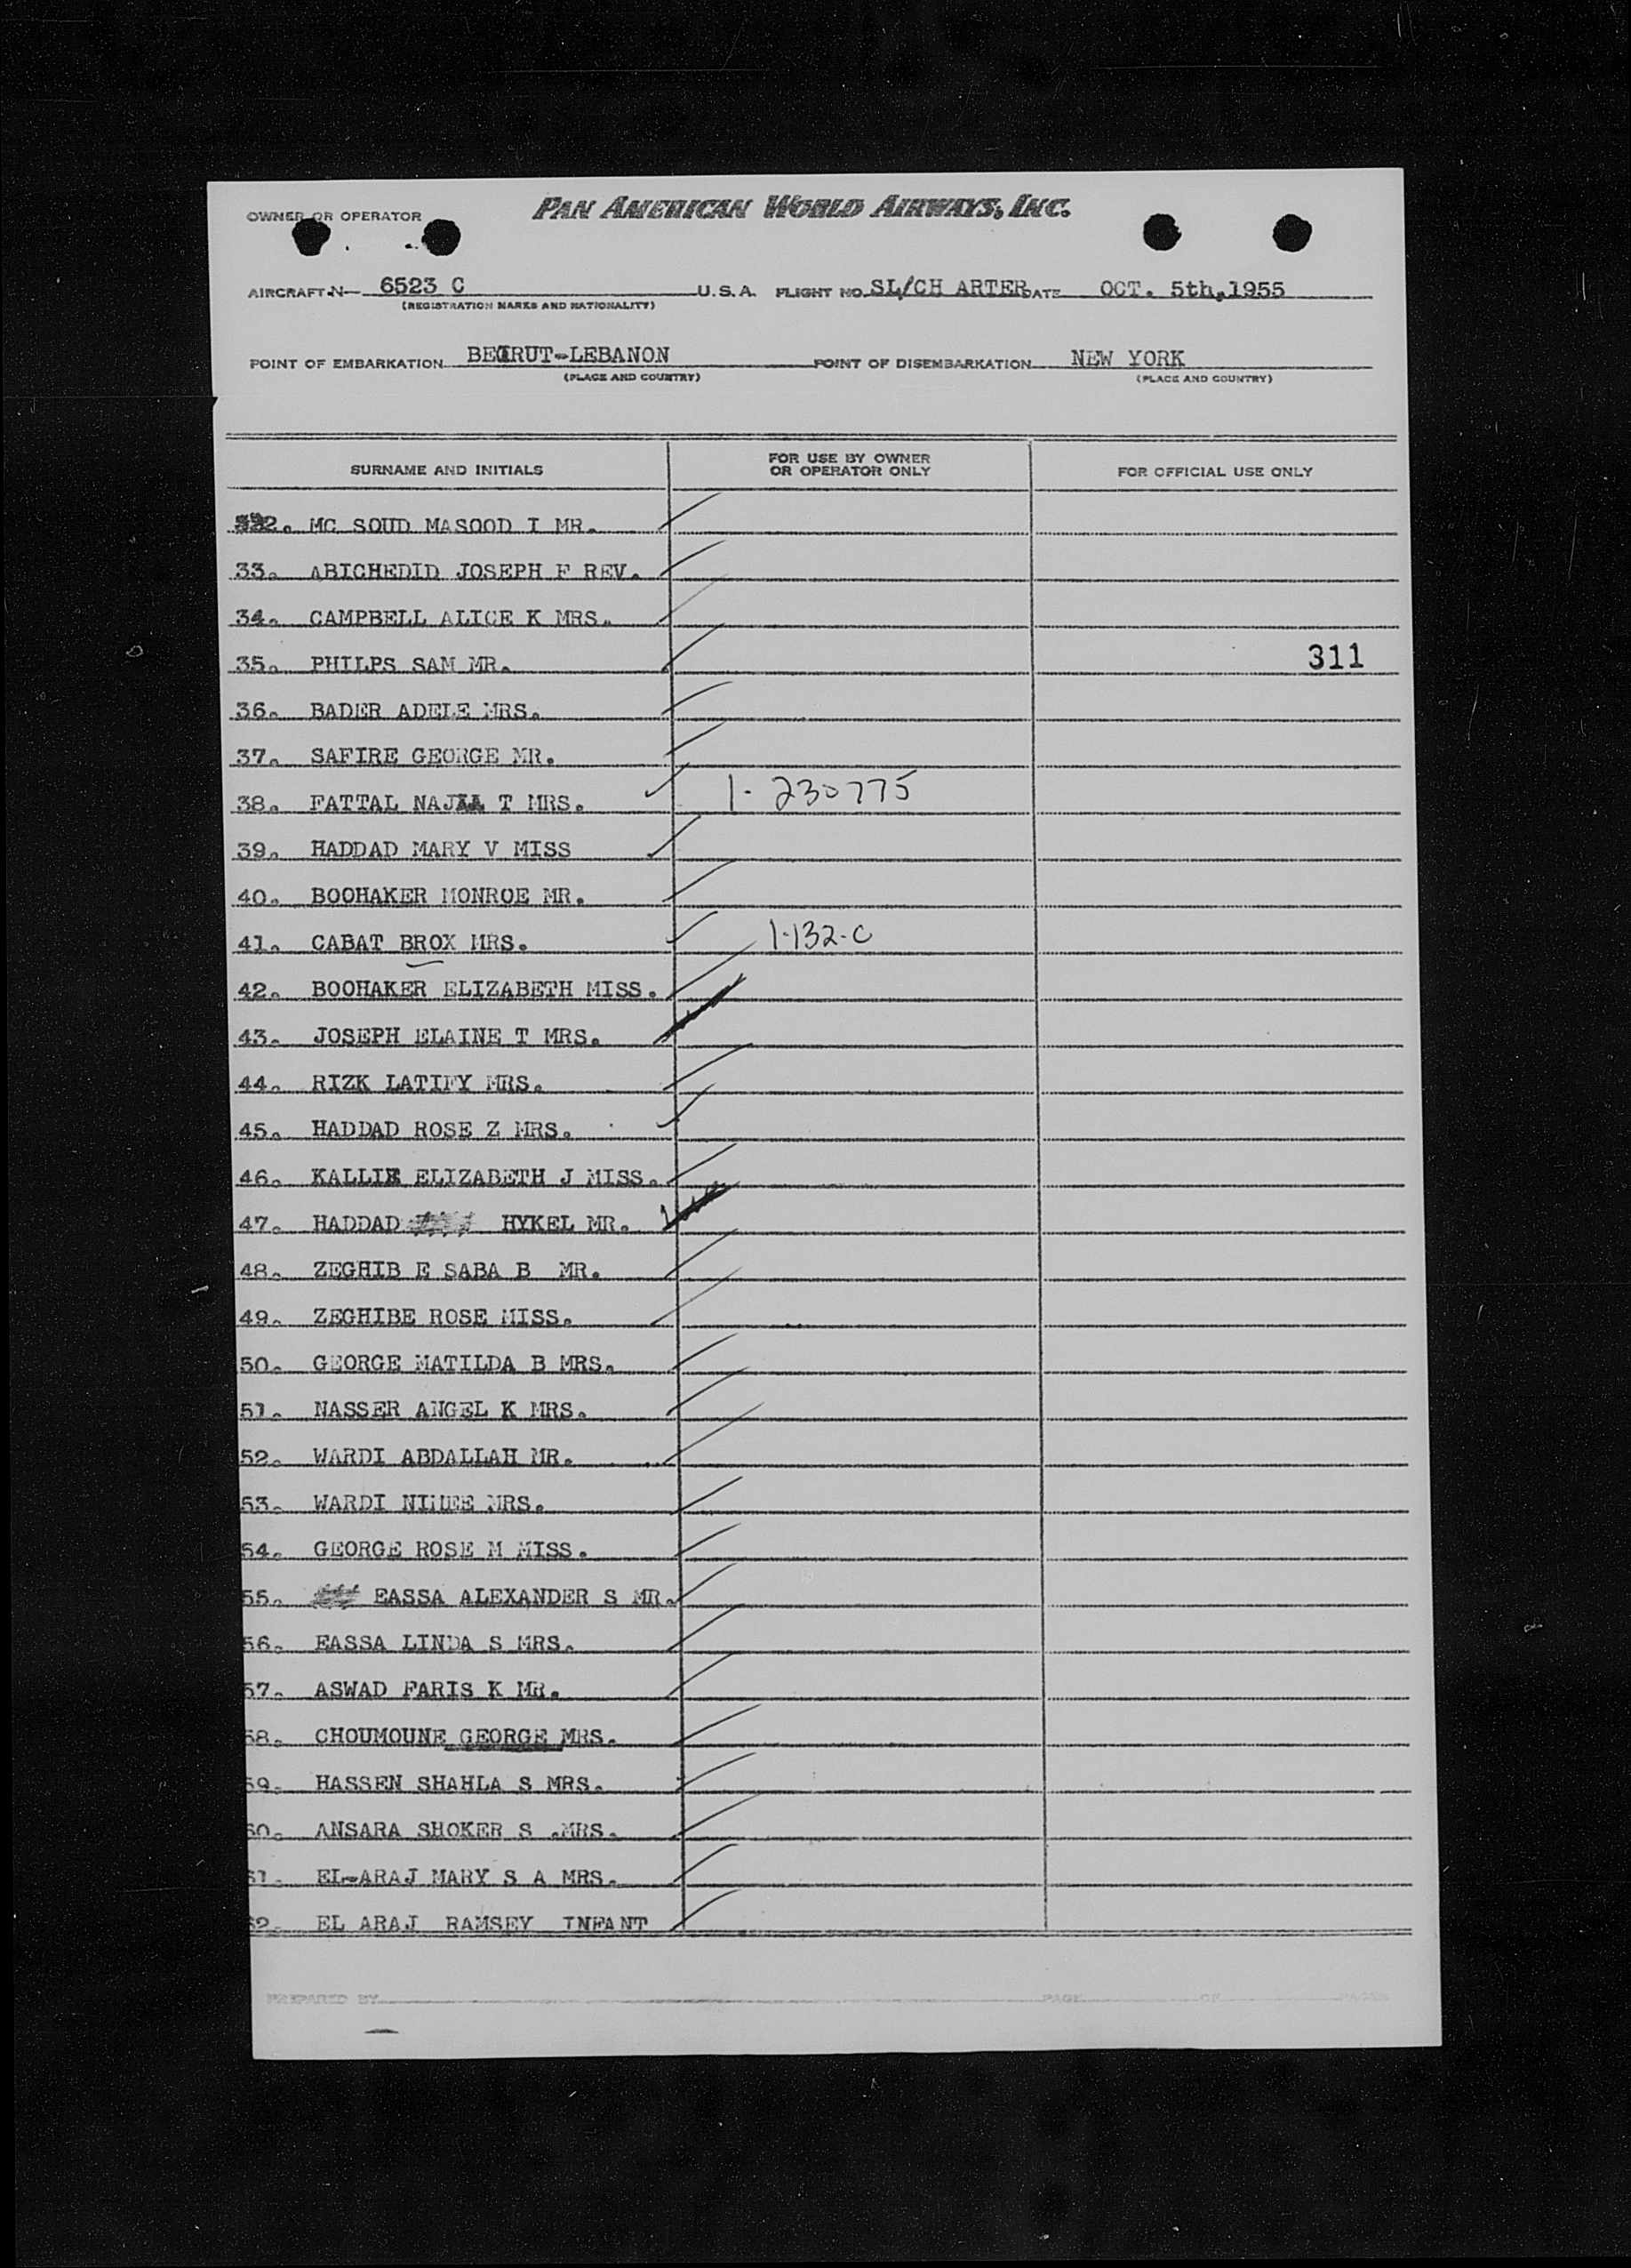 OWNER OR OPERATOR PAN AMERICAN WORLD AIRWAYS, INC.
AIRCRAFT N- 6523 C U.S.A. FLIGHT NO. SL/CH ARTER DATE OCT. 5th,1955
(REGISTRATION MARKS AND NATIONALITY)
POINT OF EMBARKATION BEIRUT-LEBANON POINT OF DISEMBARKATION NEW YORK
(PLACE AND COUNTRY) (PLACE AND COUNTRY)
SURNAME AND INITIALS FOR USE BY OWNER OR OPERATOR ONLY FOR OFFICIAL USE ONLY
32. MC SOUD MASOOD I MR.
33. ABICHEDID JOSEPH F REV.
34. CAMPBELL ALICE K MRS.
35. PHILPS SAM MR. 311
36. BADER ADELE MRS.
37. SAFIRE GEORGE MR.
38. FATTAL T MRS. 1- 230775
39. HADDAD MARY V MISS
40. BOOHAKER MONROE MR.
41. CABAT BROX MRS. 1-132-C
42. BOOHAKER ELIZABETH MISS.
43. JOSEPH ELAINE T MRS.
44. RIZK LATIFY MRS.
45. HADDAD ROSE Z MRS.
46. ELIZABETH J MISS.
47. HADDAD HYKEL MR.
48. ZEGHIB E SABA B MR.
49. ZEGHIBE ROSE MISS.
50. GEORGE MATILDA B MRS.
51. NASSER ANGEL K MRS.
52. WARDI ABDALLAH MR.
53. WARDI MRS.
54. GEORGE ROSE M MISS.
55. EASSA ALEXANDER S MR.
56. EASSA LINDA S MRS.
57. ASWAD FARIS K MR.
58. CHOUMOUNE GEORGE MRS.
59. HASSEN SHAHLA S MRS.
60. ANSARA SHOKER S .MRS.
61. EL-ARAJ MARY S A MRS.
62. EL ARAJ RAMSEY INFANT
PREPARED BY PAGE OF PAGES